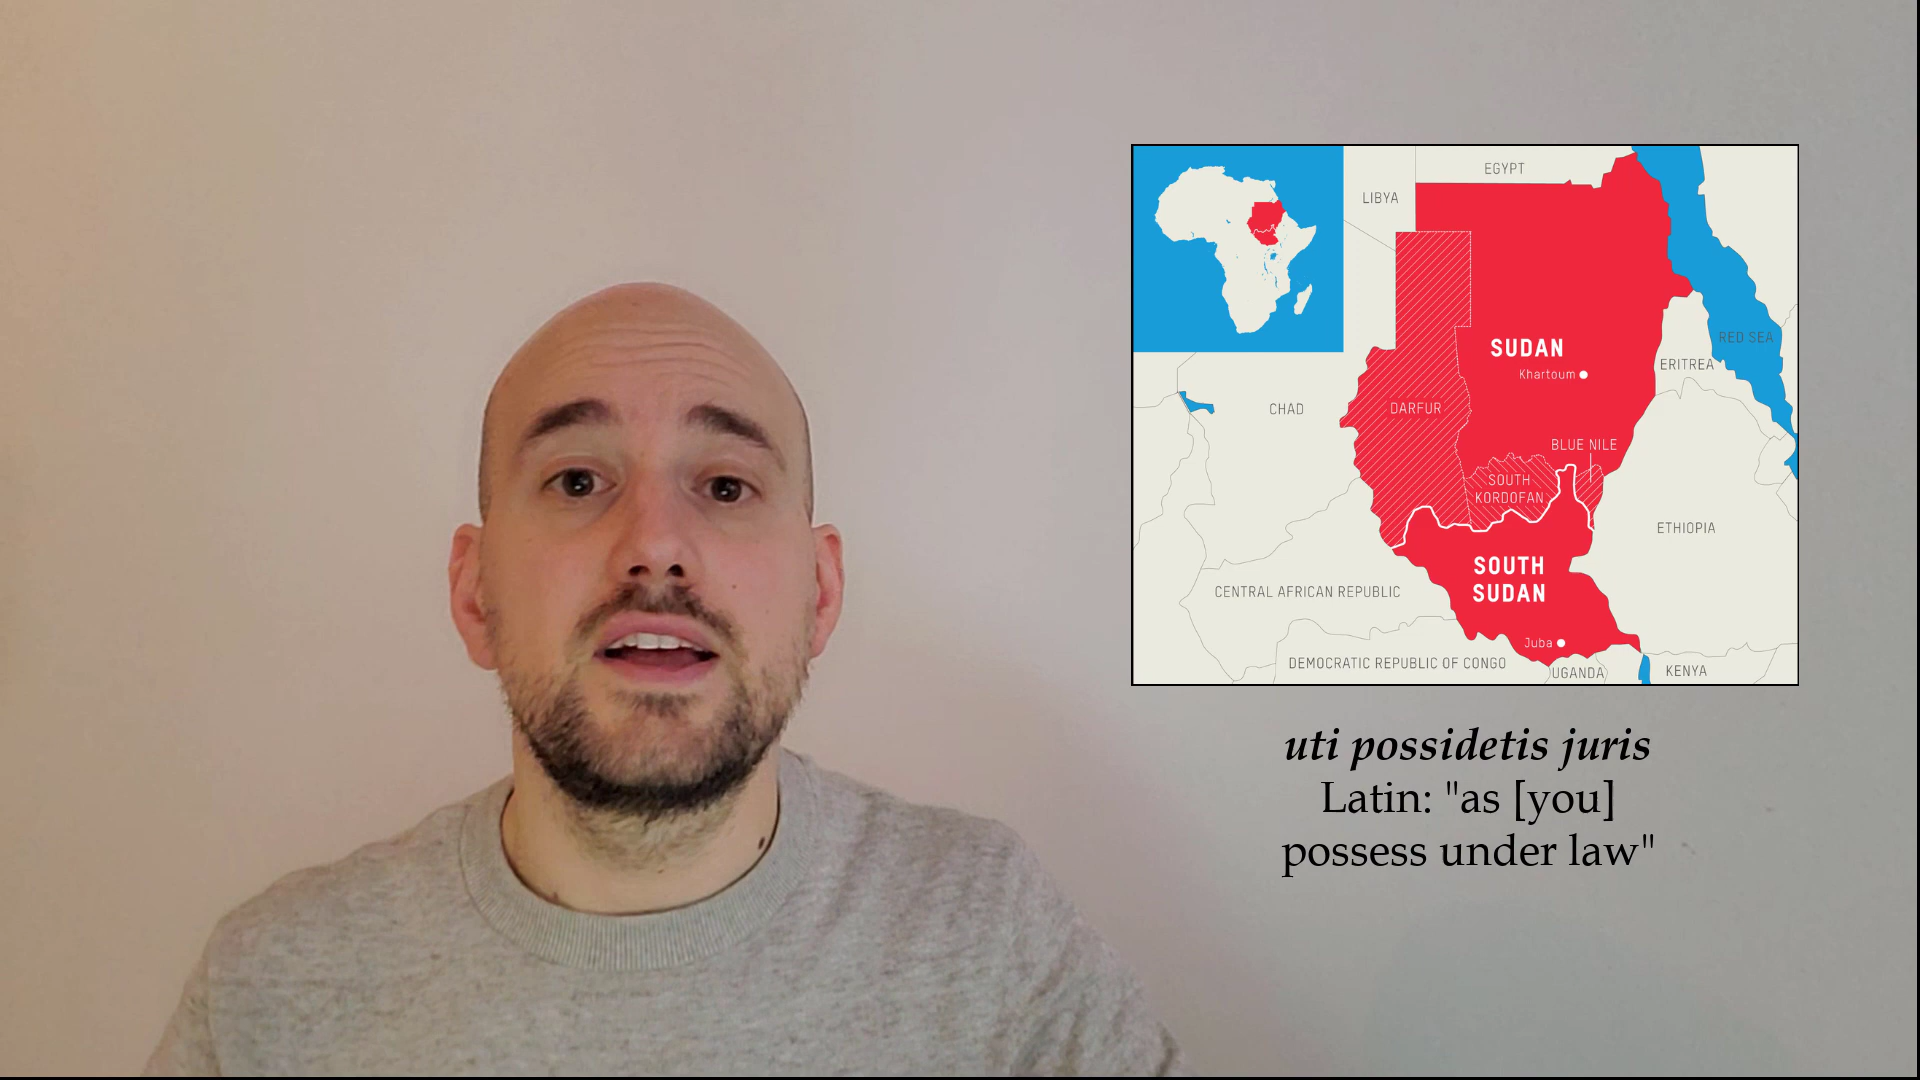 EGYPT
LIBYA
RED SEA
SUDAN
Khartoum
ERITREA
CHAD
DARFUR
BLUE NILE
SOUTH
KORDOFAN
ETHIOPIA
SOUTH
SUDAN
CENTRAL AFRICAN REPUBLIC
Juba
DEMOCRATIC REPUBLIC OF CONGO
UGANDA
KENYA
uti possidetis juris
Latin: "as [you]
possess under law"